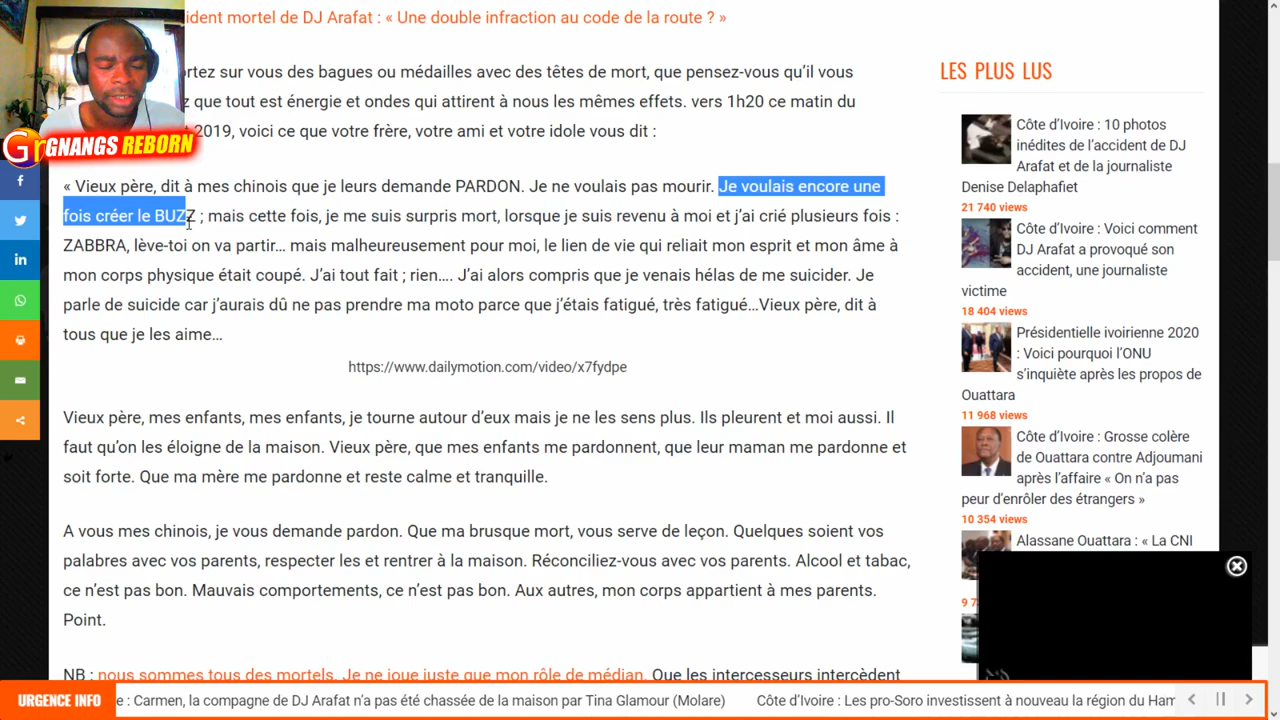 ident mortel de DJ Arafat : « Une double infraction au code de la route ? »
rtez sur vous des bagues ou médailles avec des têtes de mort, que pensez-vous qu'il vous
que tout est énergie et ondes qui attirent à nous les mêmes effets. vers 1h20 ce matin du
2019, voici ce que votre frère, votre ami et votre idole vous dit :
Gr GNANGS REBORN
« Vieux père, dit à mes chinois que je leurs demande PARDON. Je ne voulais pas mourir. Je voulais encore une
fois créer le BUZZ ; mais cette fois, je me suis surpris mort, lorsque je suis revenu à moi et j'ai crié plusieurs fois :
ZABBRA, lève-toi on va partir… mais malheureusement pour moi, le lien de vie qui reliait mon esprit et mon âme à
mon corps physique était coupé. J'ai tout fait ; rien…. J'ai alors compris que je venais hélas de me suicider. Je
parle de suicide car j'aurais dû ne pas prendre ma moto parce que j'étais fatigué, très fatigué…Vieux père, dit à
tous que je les aime…
https://www.dailymotion.com/video/x7fydpe
Vieux père, mes enfants, mes enfants, je tourne autour d'eux mais je ne les sens plus. Ils pleurent et moi aussi. Il
faut qu'on les éloigne de la maison. Vieux père, que mes enfants me pardonnent, que leur maman me pardonne et
soit forte. Que ma mère me pardonne et reste calme et tranquille.
A vous mes chinois, je vous demande pardon. Que ma brusque mort, vous serve de leçon. Quelques soient vos
palabres avec vos parents, respecter les et rentrer à la maison. Réconciliez-vous avec vos parents. Alcool et tabac,
ce n'est pas bon. Mauvais comportements, ce n'est pas bon. Aux autres, mon corps appartient à mes parents.
Point.
NB : nous sommes tous des mortels. Je ne joue juste que mon rôle de médian. Que les intercesseurs intercèdent
LES PLUS LUS
Côte d'Ivoire : 10 photos
inédites de l'accident de DJ
Arafat et de la journaliste
Denise Delaphafiet
21 740 views
Côte d'Ivoire : Voici comment
DJ Arafat a provoqué son
accident, une journaliste
victime
18 404 views
Présidentielle ivoirienne 2020
: Voici pourquoi l'ONU
s'inquiète après les propos de
Ouattara
11 968 views
Côte d'Ivoire : Grosse colère
de Ouattara contre Adjoumani
après l'affaire « On n'a pas
peur d'enrôler des étrangers »
10 354 views
Alassane Ouattara : « La CNI
URGENCE INFO
e : Carmen, la compagne de DJ Arafat n'a pas été chassée de la maison par Tina Glamour (Molare)
Côte d'Ivoire : Les pro-Soro investissent à nouveau la région du Ham